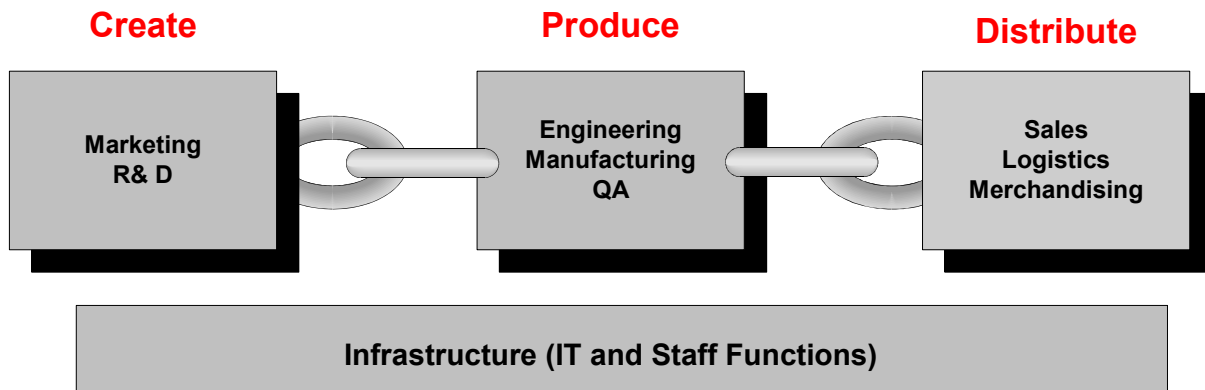 Create
Produce
Distribute
Marketing
R& D
Engineering
Manufacturing
QA
Sales
Logistics
Merchandising
Infrastructure (IT and Staff Functions)